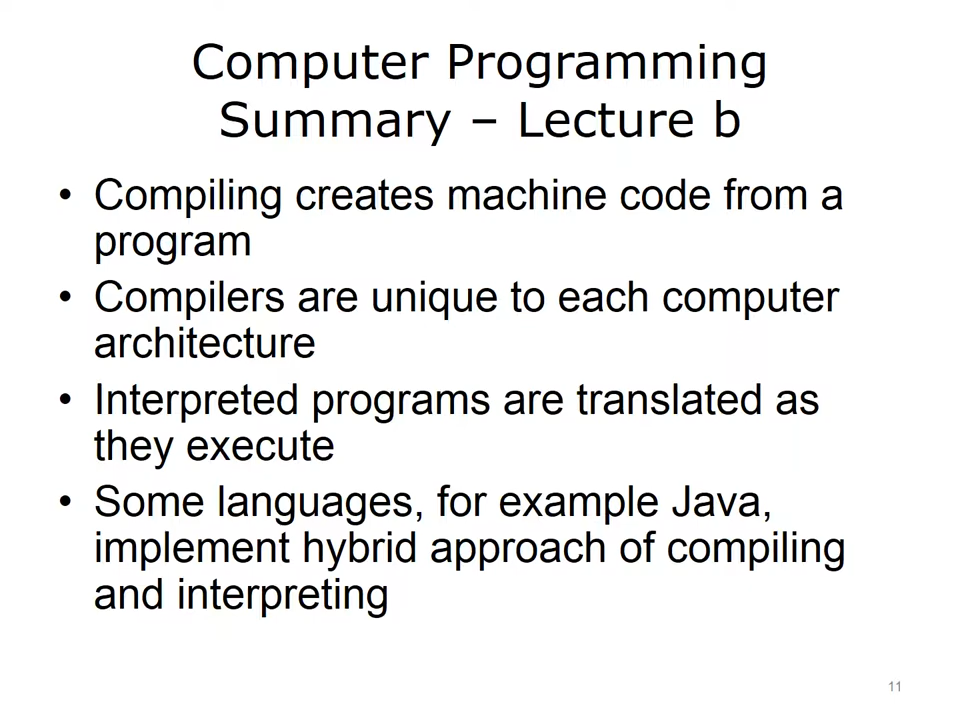 Computer Programming
Summary – Lecture b
• Compiling creates machine code from a
program
• Compilers are unique to each computer
architecture
• Interpreted programs are translated as
they execute
• Some languages, for example Java,
implement hybrid approach of compiling
and interpreting
11